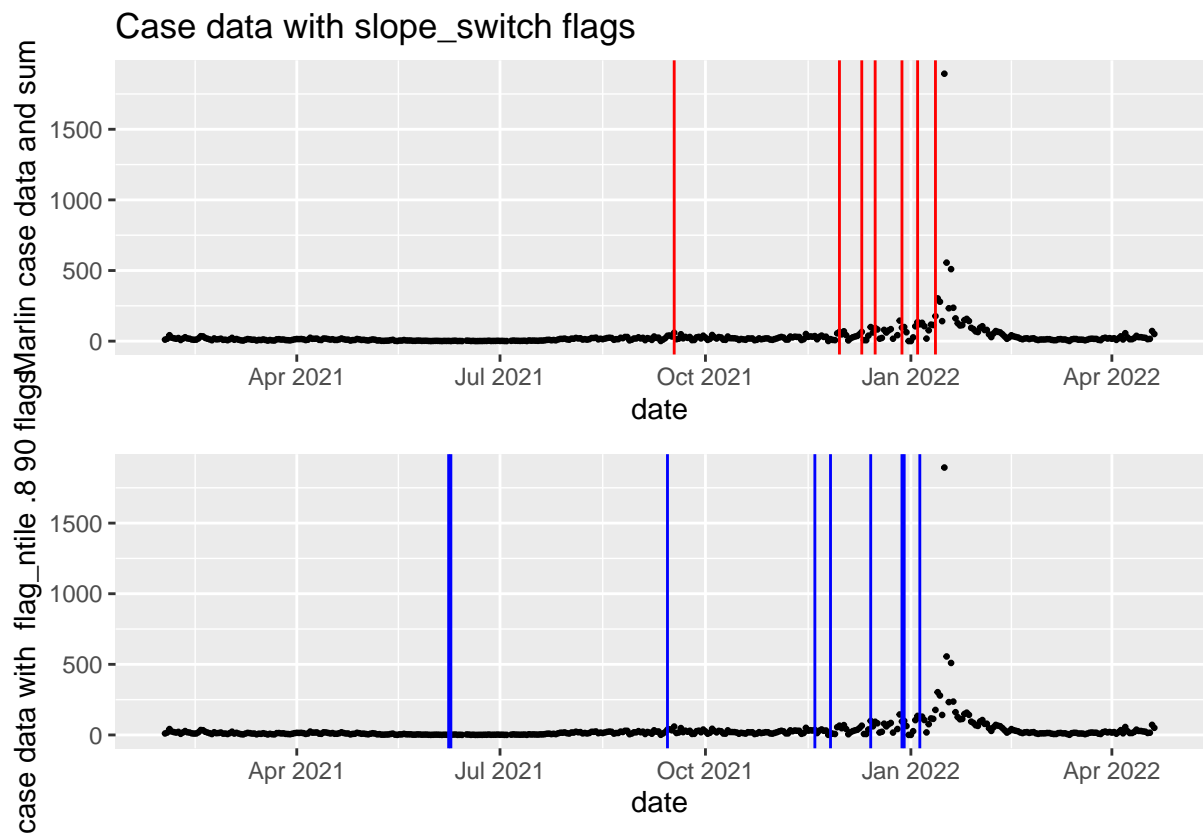 Case data with slope_switch flags
Marlin case data and sum
1500
1000
500
0
Apr 2021
Jul 2021
Oct 2021
Jan 2022
Apr 2022
date
case data with flag_ntile .8 90 flags
1500
1000
500
0
Apr 2021
Jul 2021
Oct 2021
Jan 2022
Apr 2022
date